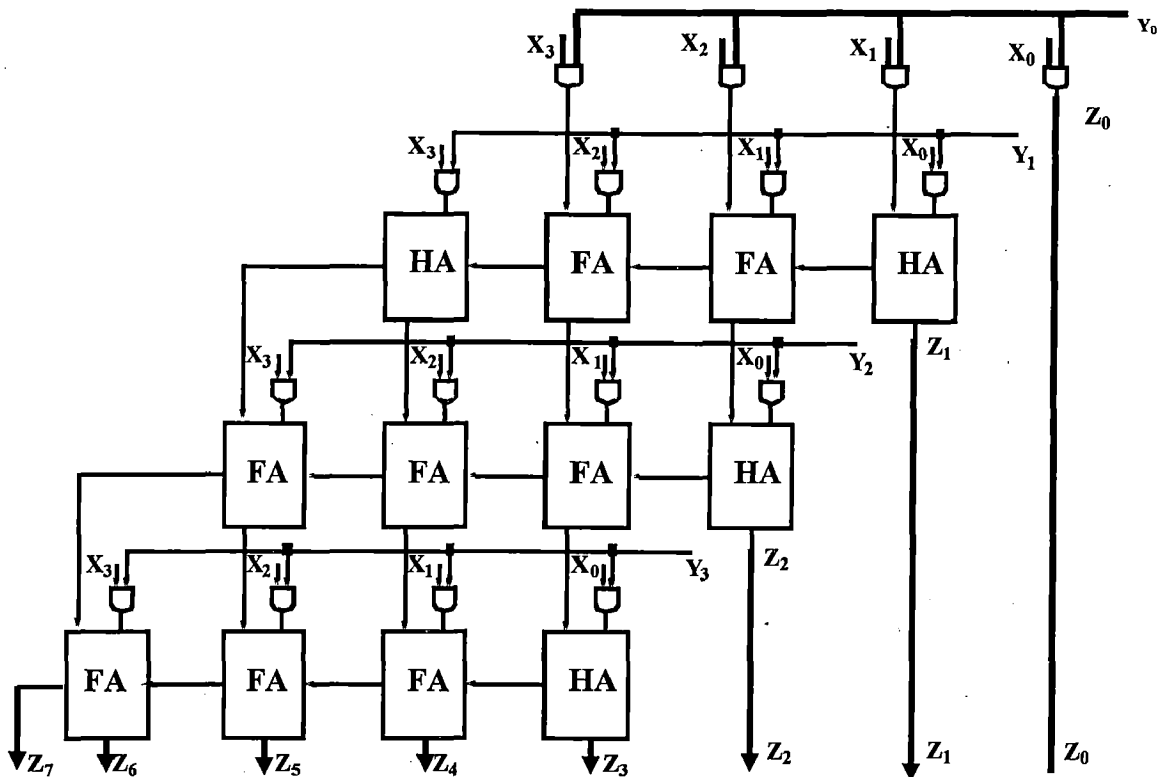 X₃ X₂ X₁ X₀ Y₀
Z₀
X₃ X₂ X₁ X₀ Y₁
HA FA FA HA
X₃ X₂ X₁ X₀ Y₂ Z₁
FA FA FA HA
X₃ X₂ X₁ X₀ Y₃ Z₂
FA FA FA HA
Z₇ Z₆ Z₅ Z₄ Z₃ Z₂ Z₁ Z₀